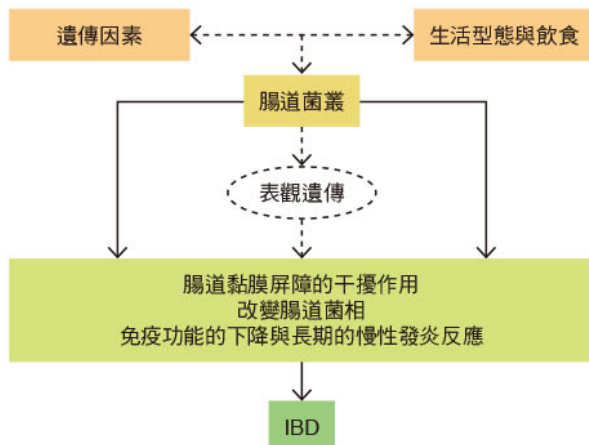 遺傳因素
生活型態與飲食
腸道菌叢
表觀遺傳
腸道黏膜屏障的干擾作用
改變腸道菌相
免疫功能的下降與長期的慢性發炎反應
IBD